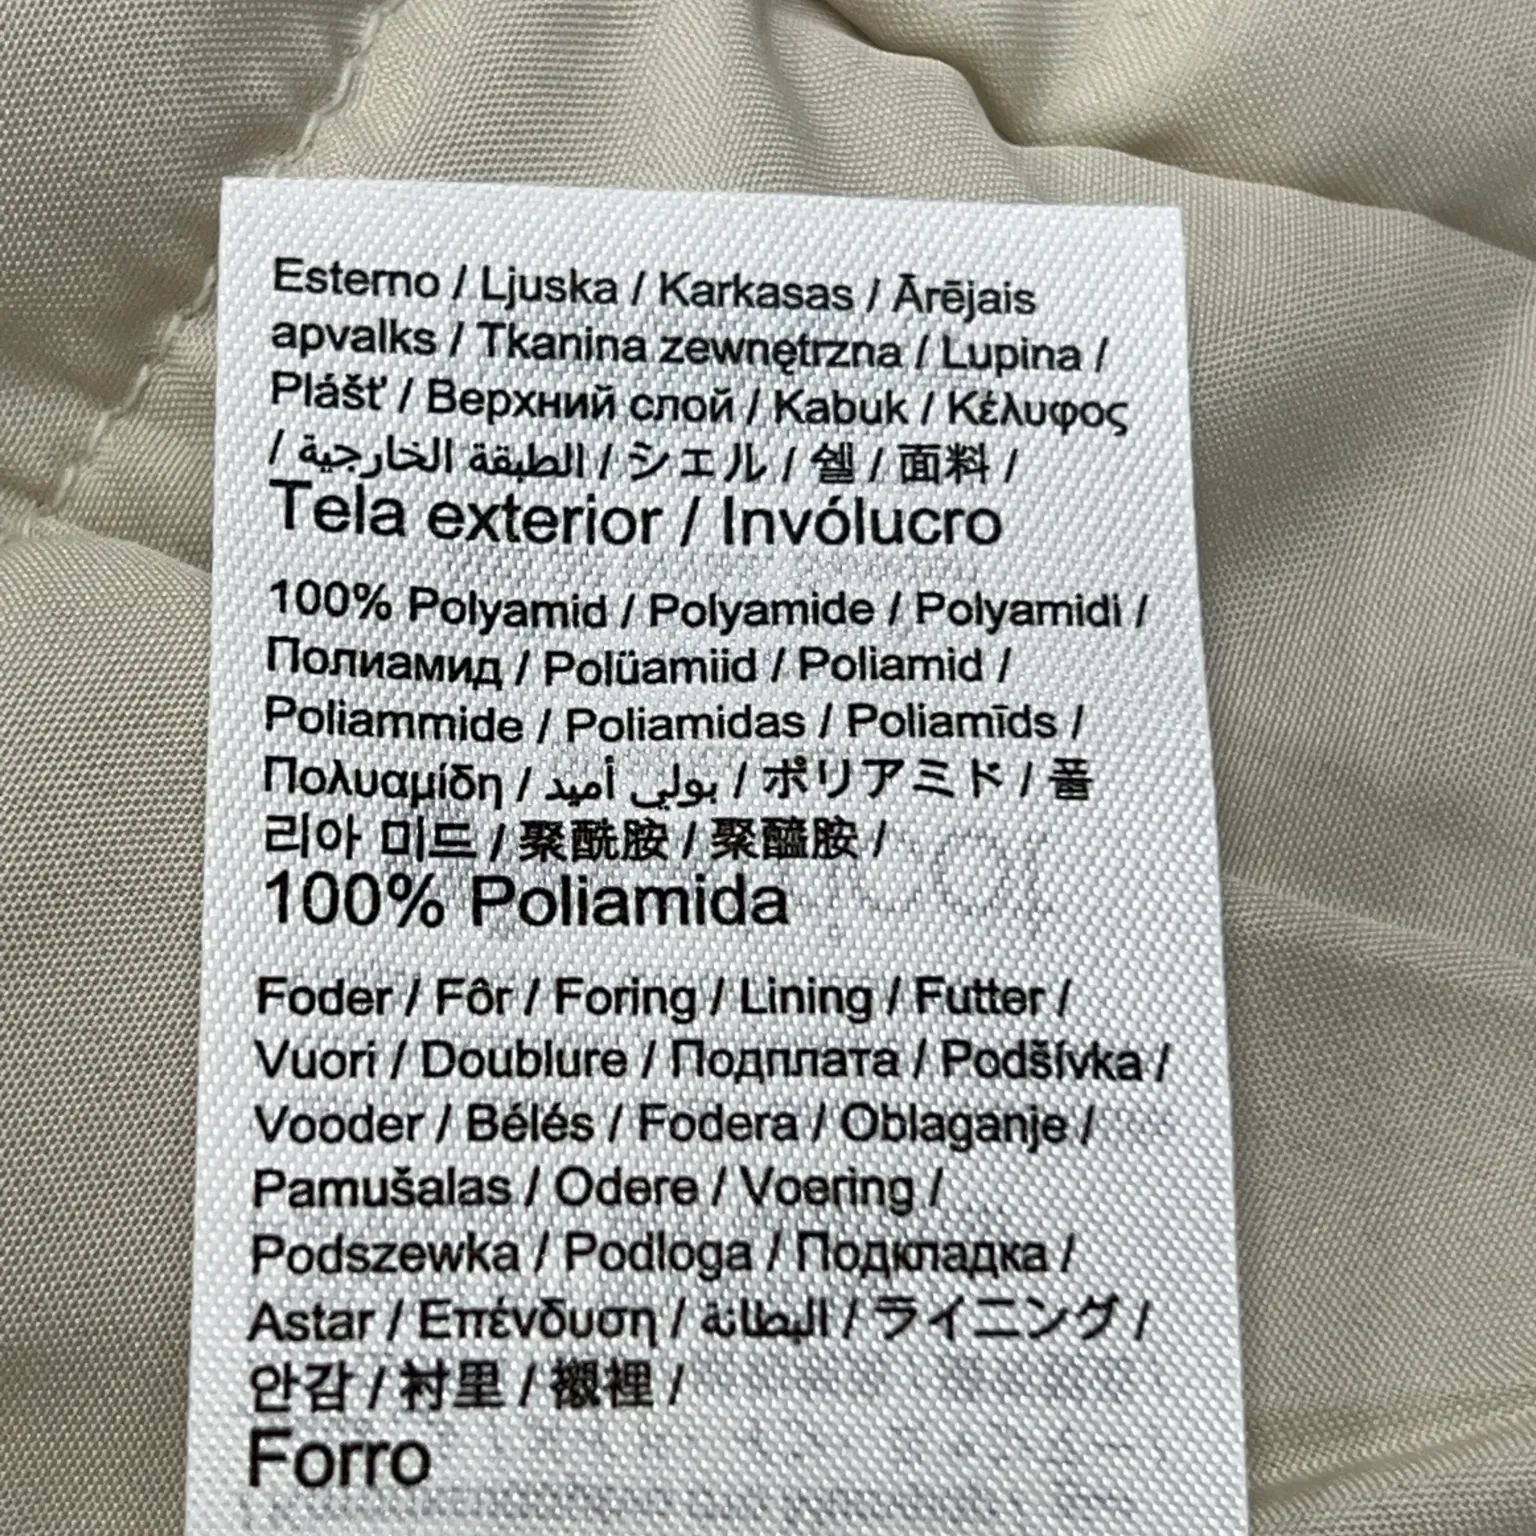 Esterno / Ljuska / Karkasas / Ārējais
apvalks / Tkanina zewnętrzna / Lupina /
Plášť / Верхний слой / Kabuk / Κέλυφος
/ الطبقة الخارجية / シェル / 쉘 / 面料 /
Tela exterior / Invólucro
100% Polyamid / Polyamide / Polyamidi /
Полиамид / Polüamiid / Poliamid /
Poliammide / Poliamidas / Poliamīds /
Πολυαμίδη / بولي أميد / ポリアミド / 폴
리아 미드 / 聚酰胺 / 聚醯胺 /
100% Poliamida
Foder / Fôr / Foring / Lining / Futter /
Vuori / Doublure / Подплата / Podšívka /
Vooder / Bélés / Fodera / Oblaganje /
Pamušalas / Odere / Voering /
Podszewka / Podloga / Подкладка /
Astar / Επένδυση / البطانة / ライニング /
안감 / 衬里 / 襯裡 /
Forro